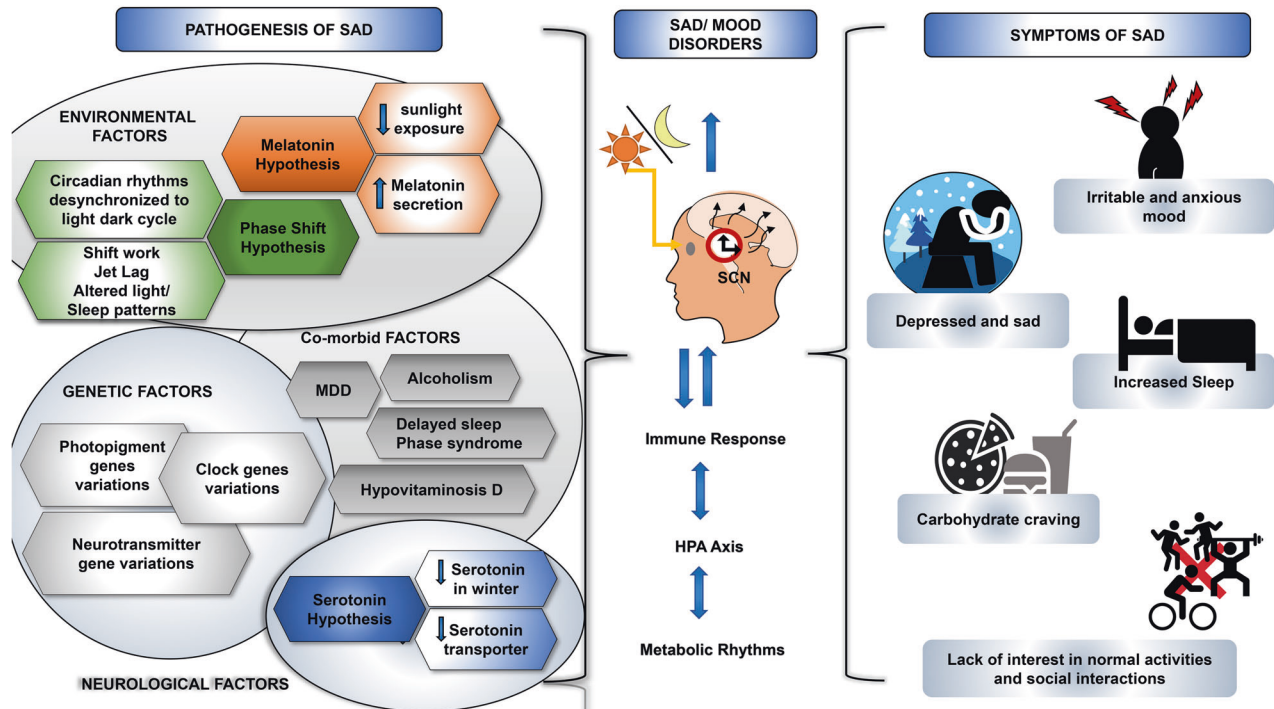 PATHOGENESIS OF SAD
ENVIRONMENTAL
FACTORS
Melatonin
Hypothesis
sunlight
exposure
Melatonin
secretion
Circadian rhythms
desynchronized to
light dark cycle
Phase Shift
Hypothesis
Shift work
Jet Lag
Altered light/
Sleep patterns
Co-morbid FACTORS
MDD
Alcoholism
Delayed sleep
Phase syndrome
Hypovitaminosis D
GENETIC FACTORS
Photopigment
genes
variations
Clock genes
variations
Neurotransmitter
gene variations
Serotonin
Hypothesis
Serotonin
in winter
Serotonin
transporter
NEUROLOGICAL FACTORS
SAD/ MOOD
DISORDERS
SCN
Immune Response
HPA Axis
Metabolic Rhythms
SYMPTOMS OF SAD
Irritable and anxious
mood
Depressed and sad
Increased Sleep
Carbohydrate craving
Lack of interest in normal activities
and social interactions